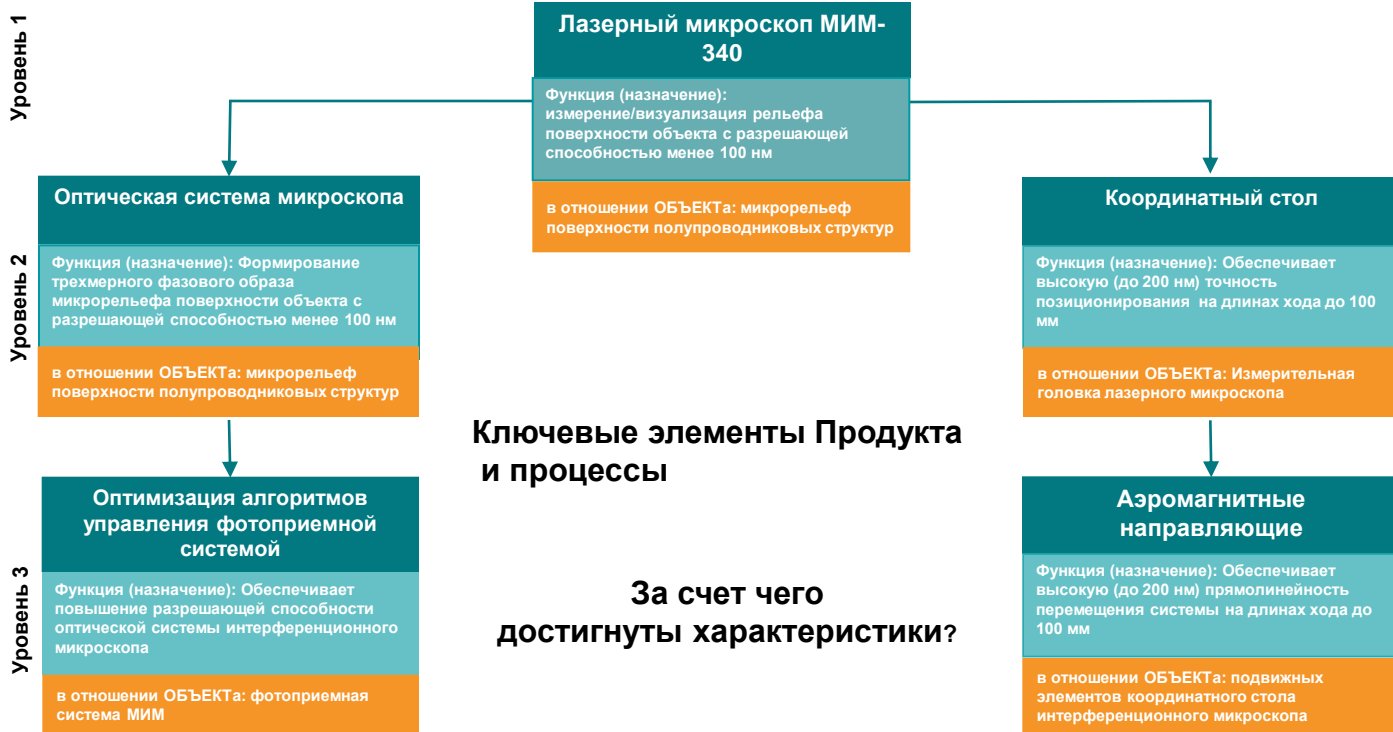 Уровень 1
Лазерный микроскоп МИМ-
340
Функция (назначение):
измерение/визуализация рельефа
поверхности объекта с разрешающей
способностью менее 100 нм
в отношении ОБЪЕКТа: микрорельеф
поверхности полупроводниковых структур
Уровень 2
Оптическая система микроскопа
Функция (назначение): Формирование
трехмерного фазового образа
микрорельефа поверхности объекта с
разрешающей способностью менее 100 нм
в отношении ОБЪЕКТа: микрорельеф
поверхности полупроводниковых структур
Координатный стол
Функция (назначение): Обеспечивает
высокую (до 200 нм) точность
позиционирования на длинах хода до 100
мм
в отношении ОБЪЕКТа: Измерительная
головка лазерного микроскопа
Ключевые элементы Продукта
и процессы
За счет чего
достигнуты характеристики?
Уровень 3
Оптимизация алгоритмов
управления фотоприемной
системой
Функция (назначение): Обеспечивает
повышение разрешающей способности
оптической системы интерференционного
микроскопа
в отношении ОБЪЕКТа: фотоприемная
система МИМ
Аэромагнитные
направляющие
Функция (назначение): Обеспечивает
высокую (до 200 нм) прямолинейность
перемещения системы на длинах хода до
100 мм
в отношении ОБЪЕКТа: подвижных
элементов координатного стола
интерференционного микроскопа